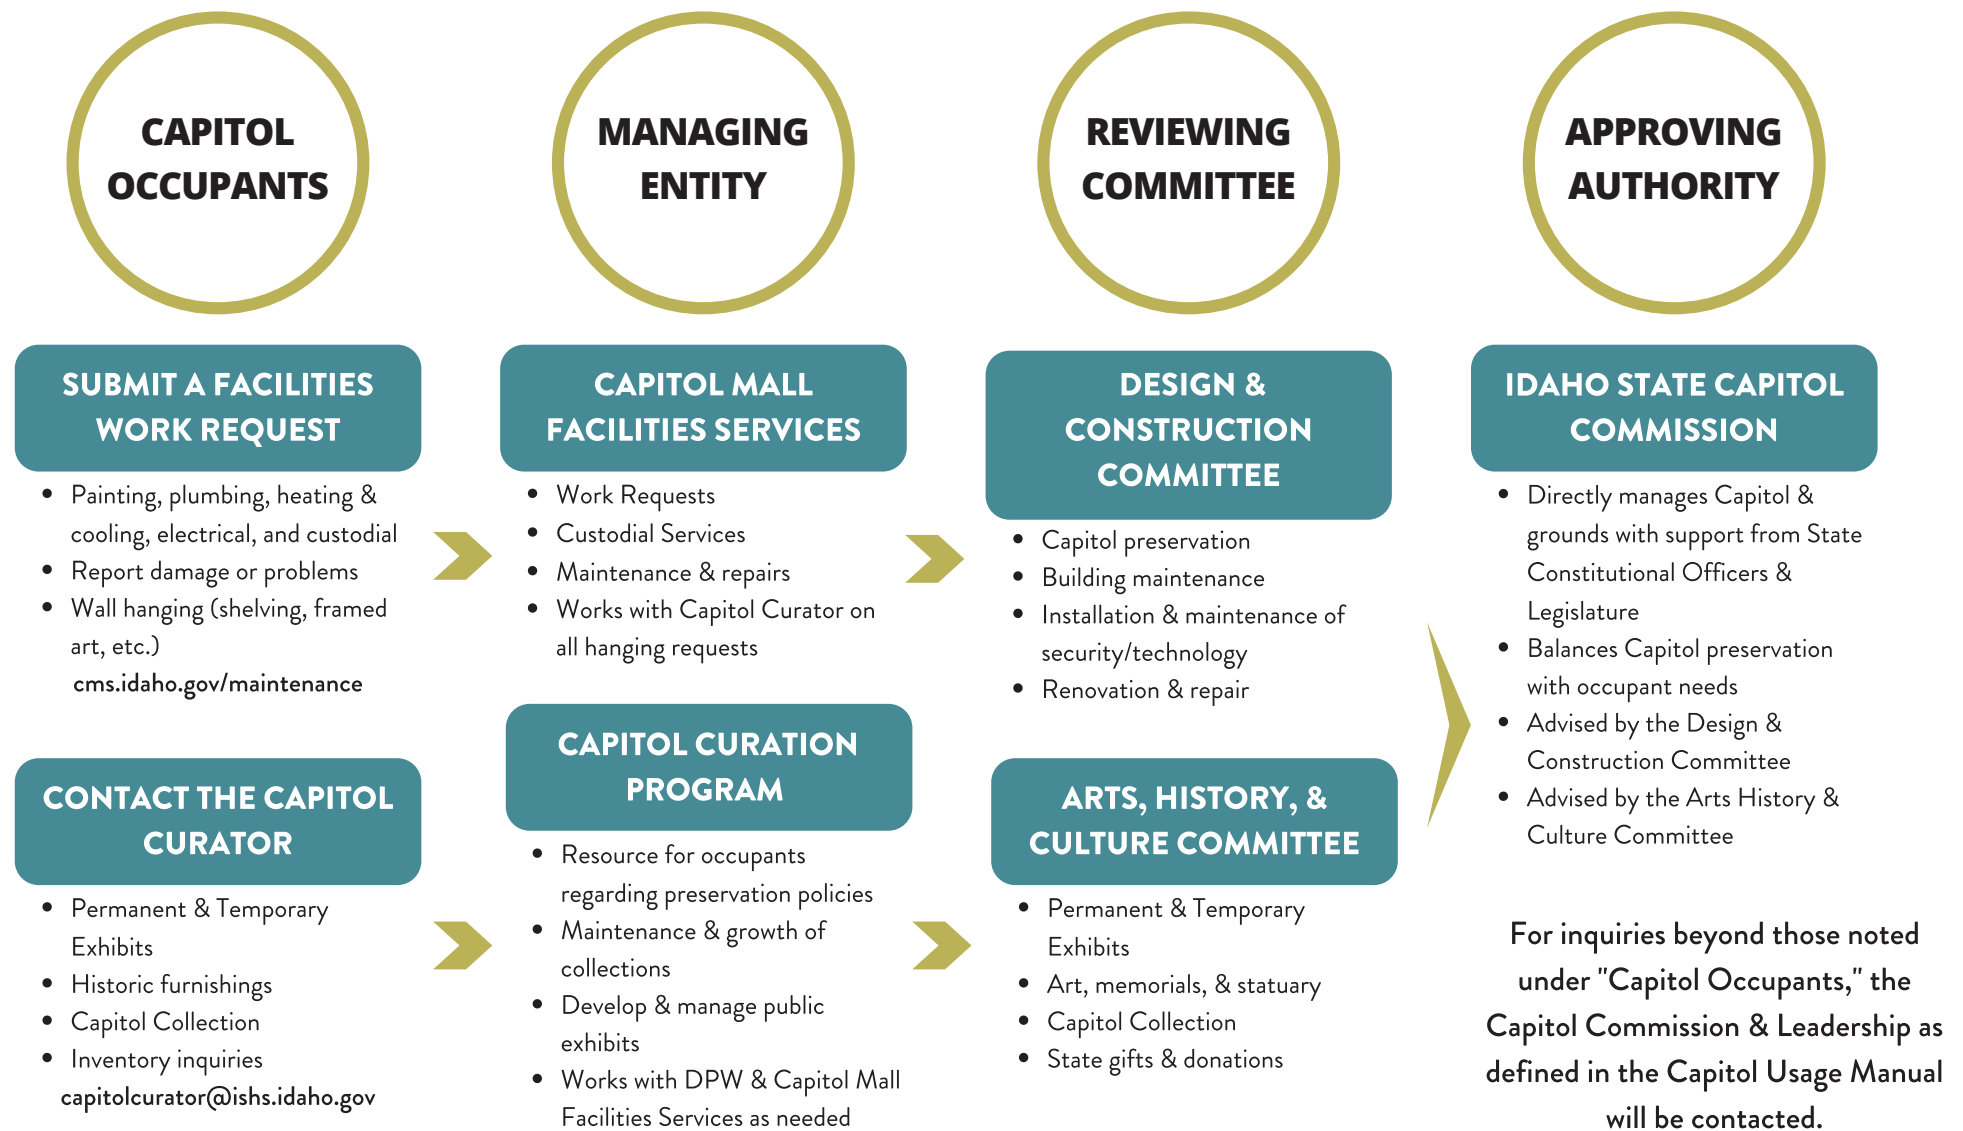 CAPITOL
OCCUPANTS
SUBMIT A FACILITIES
WORK REQUEST
• Painting, plumbing, heating &
cooling, electrical, and custodial
• Report damage or problems
• Wall hanging (shelving, framed
art, etc.)
cms.idaho.gov/maintenance
CONTACT THE CAPITOL
CURATOR
• Permanent & Temporary
Exhibits
• Historic furnishings
• Capitol Collection
• Inventory inquiries
capitolcurator@ishs.idaho.gov
MANAGING
ENTITY
CAPITOL MALL
FACILITIES SERVICES
• Work Requests
• Custodial Services
• Maintenance & repairs
• Works with Capitol Curator on
all hanging requests
CAPITOL CURATION
PROGRAM
• Resource for occupants
regarding preservation policies
• Maintenance & growth of
collections
• Develop & manage public
exhibits
• Works with DPW & Capitol Mall
Facilities Services as needed
REVIEWING
COMMITTEE
DESIGN &
CONSTRUCTION
COMMITTEE
• Capitol preservation
• Building maintenance
• Installation & maintenance of
security/technology
• Renovation & repair
ARTS, HISTORY, &
CULTURE COMMITTEE
• Permanent & Temporary
Exhibits
• Art, memorials, & statuary
• Capitol Collection
• State gifts & donations
APPROVING
AUTHORITY
IDAHO STATE CAPITOL
COMMISSION
• Directly manages Capitol &
grounds with support from State
Constitutional Officers &
Legislature
• Balances Capitol preservation
with occupant needs
• Advised by the Design &
Construction Committee
• Advised by the Arts History &
Culture Committee
For inquiries beyond those noted
under "Capitol Occupants," the
Capitol Commission & Leadership as
defined in the Capitol Usage Manual
will be contacted.